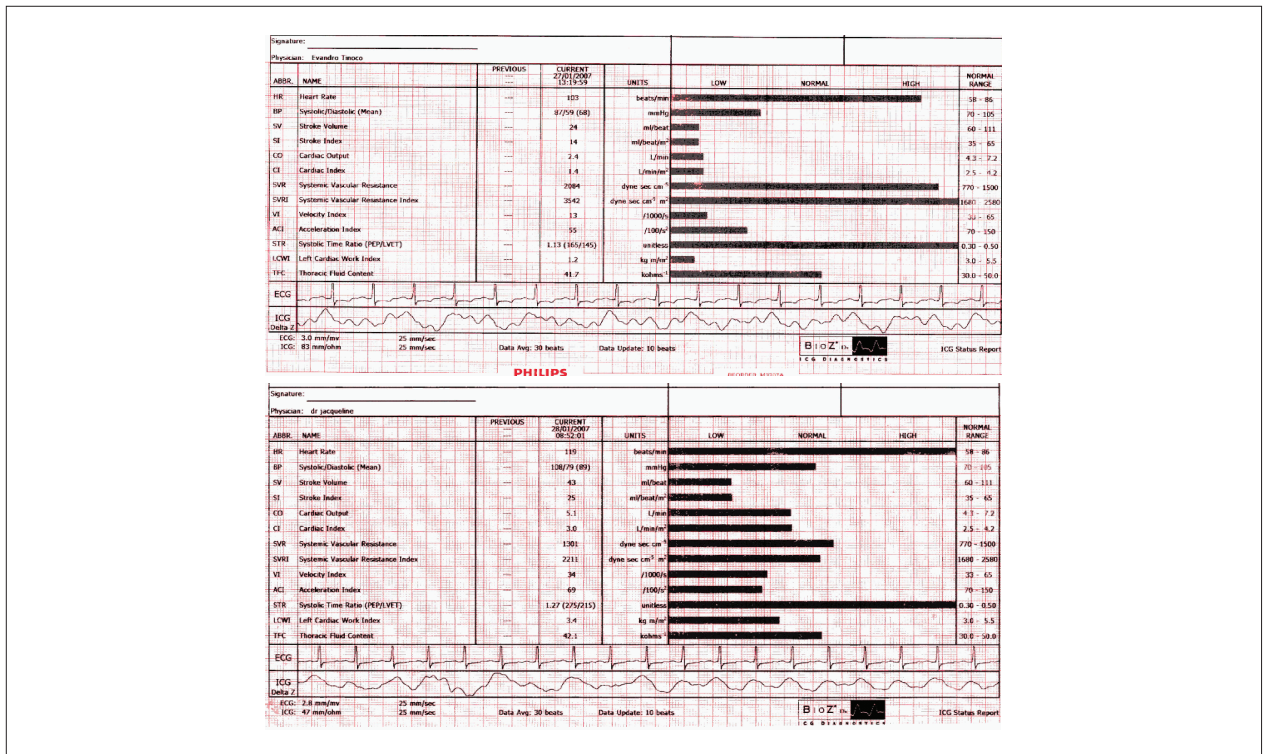 Signature:
Physician: Evandro Tinoco
PREVIOUS CURRENT NORMAL
--- 27/01/2007
ABBR. NAME --- 13:19:59 UNITS LOW NORMAL HIGH RANGE
HR Heart Rate --- 103 beats/min 58 - 86
BP Systolic/Diastolic (Mean) --- 87/59 (68) mmHg 70 - 105
SV Stroke Volume --- 24 ml/beat 60 - 111
SI Stroke Index --- 14 ml/beat/m² 35 - 65
CO Cardiac Output --- 2.4 L/min 4.3 - 7.2
CI Cardiac Index --- 1.4 L/min/m² 2.5 - 4.2
SVR Systemic Vascular Resistance --- 2084 dyne sec cm⁻⁵ 770 - 1500
SVRI Systemic Vascular Resistance Index --- 3542 dyne sec cm⁻⁵ m² 1680 - 2580
VI Velocity Index --- 13 /1000/s 33 - 65
ACI Acceleration Index --- 55 /100/s² 70 - 150
STR Systolic Time Ratio (PEP/LVET) --- 1.13 (165/145) unitless 0.30 - 0.50
LCWI Left Cardiac Work Index --- 1.2 kg m/m² 3.0 - 5.5
TFC Thoracic Fluid Content --- 41.7 kohms⁻¹ 30.0 - 50.0
ECG
ICG
Delta Z
ECG: 3.0 mm/mv 25 mm/sec
ICG: 83 mm/ohm 25 mm/sec Data Avg: 30 beats Data Update: 10 beats BioZ Dx ICG Status Report
ICG DIAGNOSTICS
PHILIPS REORDER
Signature:
Physician: dr jacqueline
PREVIOUS CURRENT NORMAL
--- 28/01/2007
ABBR. NAME --- 08:52:01 UNITS LOW NORMAL HIGH RANGE
HR Heart Rate --- 119 beats/min 58 - 86
BP Systolic/Diastolic (Mean) --- 108/79 (89) mmHg 70 - 105
SV Stroke Volume --- 43 ml/beat 60 - 111
SI Stroke Index --- 25 ml/beat/m² 35 - 65
CO Cardiac Output --- 5.1 L/min 4.3 - 7.2
CI Cardiac Index --- 3.0 L/min/m² 2.5 - 4.2
SVR Systemic Vascular Resistance --- 1301 dyne sec cm⁻⁵ 770 - 1500
SVRI Systemic Vascular Resistance Index --- 2211 dyne sec cm⁻⁵ m² 1680 - 2580
VI Velocity Index --- 34 /1000/s 33 - 65
ACI Acceleration Index --- 69 /100/s² 70 - 150
STR Systolic Time Ratio (PEP/LVET) --- 1.27 (275/215) unitless 0.30 - 0.50
LCWI Left Cardiac Work Index --- 3.4 kg m/m² 3.0 - 5.5
TFC Thoracic Fluid Content --- 42.1 kohms⁻¹ 30.0 - 50.0
ECG
ICG
Delta Z
ECG: 2.8 mm/mv 25 mm/sec
ICG: 47 mm/ohm 25 mm/sec Data Avg: 30 beats Data Update: 10 beats BioZ Dx ICG Status Report
ICG DIAGNOSTICS